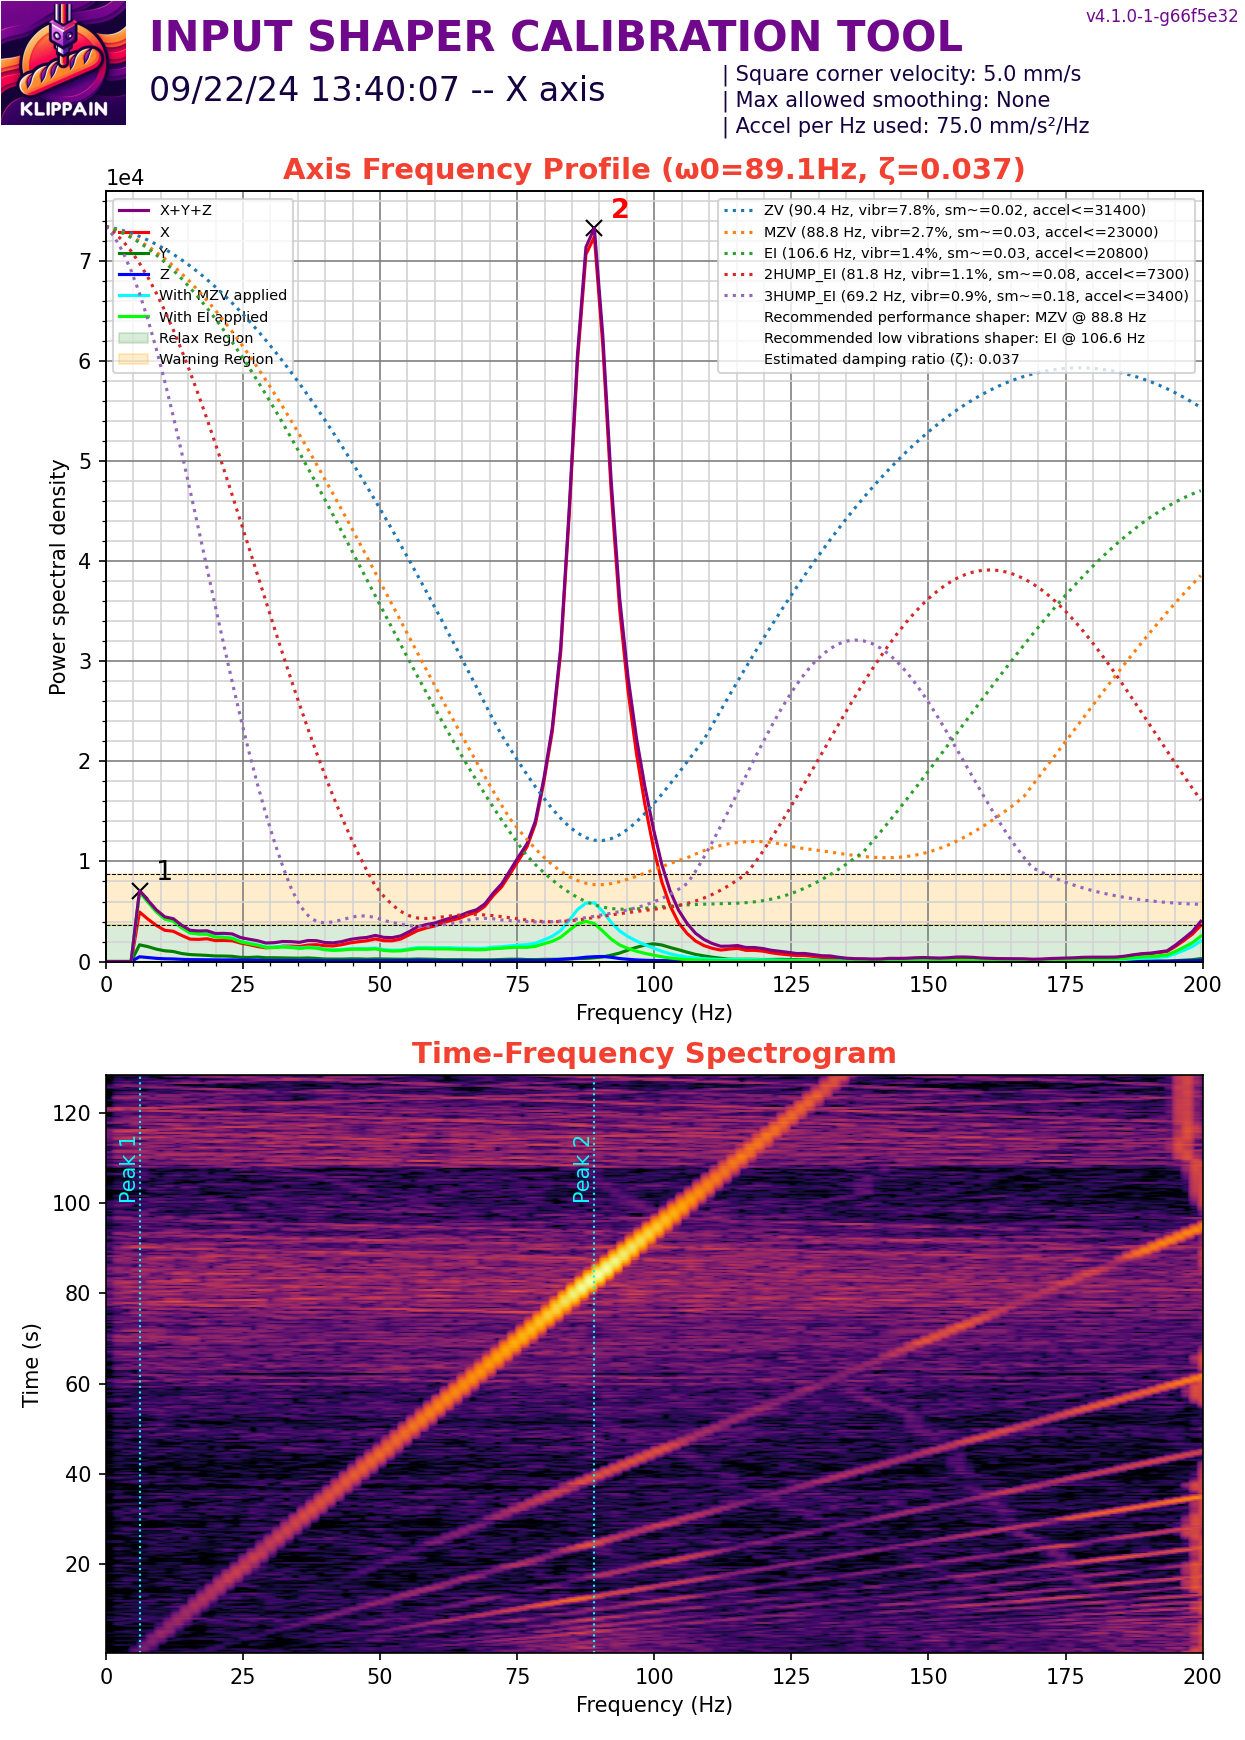 v4.1.0-1-g66f5e32
INPUT SHAPER CALIBRATION TOOL
09/22/24 13:40:07 -- X axis
| Square corner velocity: 5.0 mm/s
| Max allowed smoothing: None
| Accel per Hz used: 75.0 mm/s²/Hz
KLIPPAIN
Axis Frequency Profile (ω0=89.1Hz, ζ=0.037)
1e4
X+Y+Z
X
Y
Z
With MZV applied
With EI applied
Relax Region
Warning Region
ZV (90.4 Hz, vibr=7.8%, sm~=0.02, accel<=31400)
MZV (88.8 Hz, vibr=2.7%, sm~=0.03, accel<=23000)
EI (106.6 Hz, vibr=1.4%, sm~=0.03, accel<=20800)
2HUMP_EI (81.8 Hz, vibr=1.1%, sm~=0.08, accel<=7300)
3HUMP_EI (69.2 Hz, vibr=0.9%, sm~=0.18, accel<=3400)
Recommended performance shaper: MZV @ 88.8 Hz
Recommended low vibrations shaper: EI @ 106.6 Hz
Estimated damping ratio (ζ): 0.037
2
1
Power spectral density
7
6
5
4
3
2
1
0
0 25 50 75 100 125 150 175 200
Frequency (Hz)
Time-Frequency Spectrogram
Peak 1
Peak 2
Time (s)
120
100
80
60
40
20
0 25 50 75 100 125 150 175 200
Frequency (Hz)